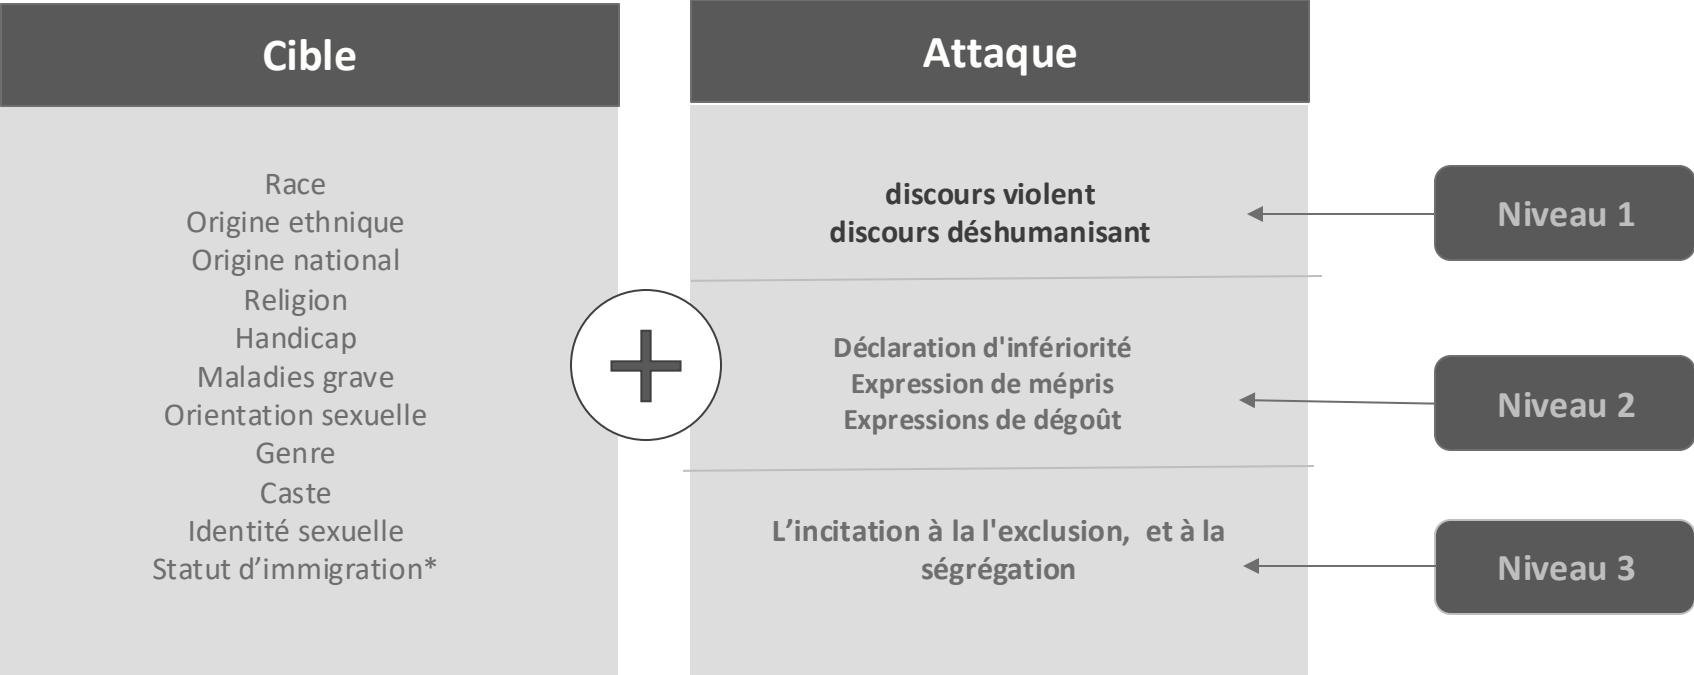 Cible
Race
Origine ethnique
Origine national
Religion
Handicap
Maladies grave
Orientation sexuelle
Genre
Caste
Identité sexuelle
Statut d’immigration*
Attaque
discours violent
discours déshumanisant
Déclaration d'infériorité
Expression de mépris
Expressions de dégoût
L’incitation à la l'exclusion,  et à la
ségrégation
Niveau 1
Niveau 2
Niveau 3